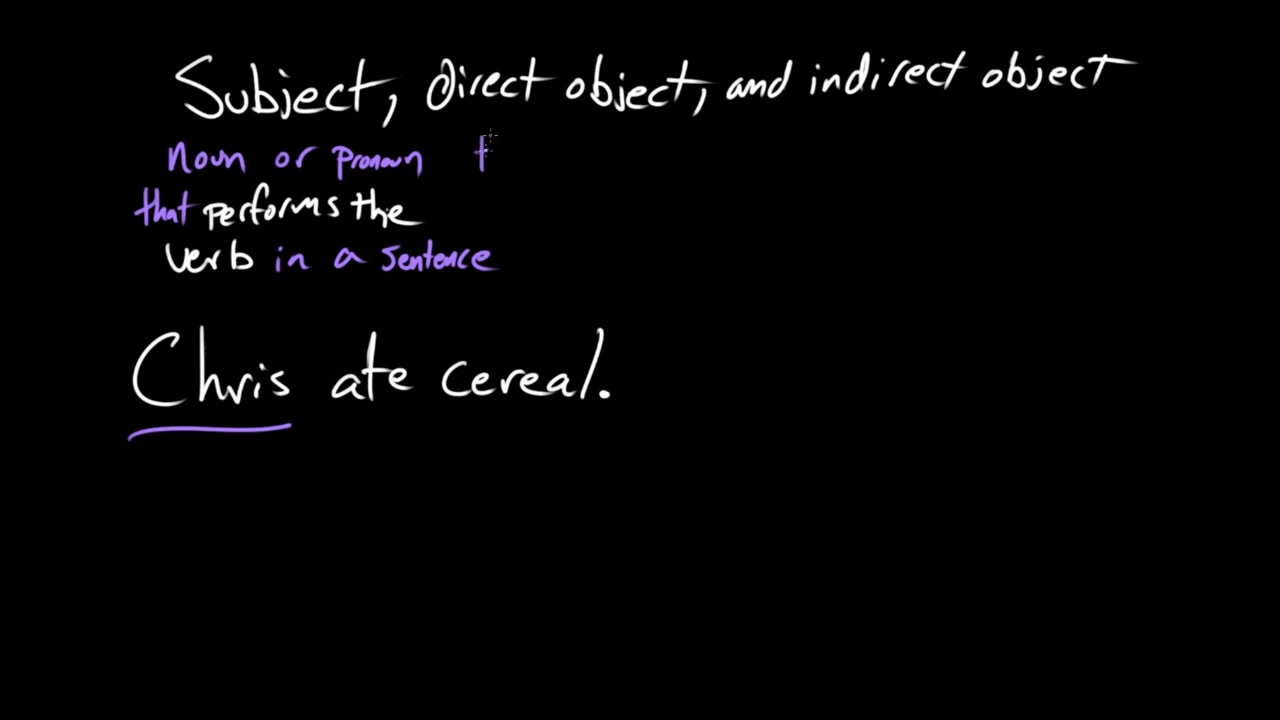 Subject, direct object, and indirect object
noun or pronoun t
that performs the
verb in a sentence
Chris ate cereal.